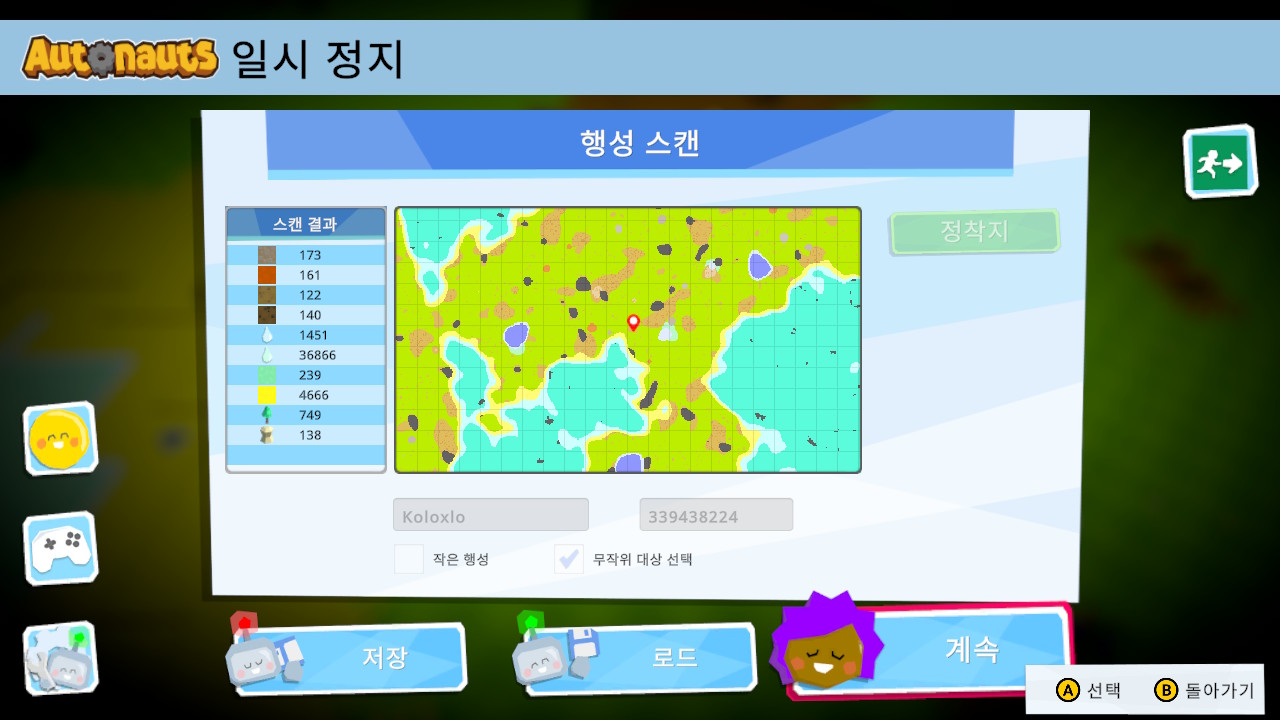 Autonauts 일시 정지
행성 스캔
스캔 결과
173
161
122
140
1451
36866
239
4666
749
138
정착지
Koloxlo
339438224
작은 행성
무작위 대상 선택
저장
로드
계속
A 선택
B 돌아가기